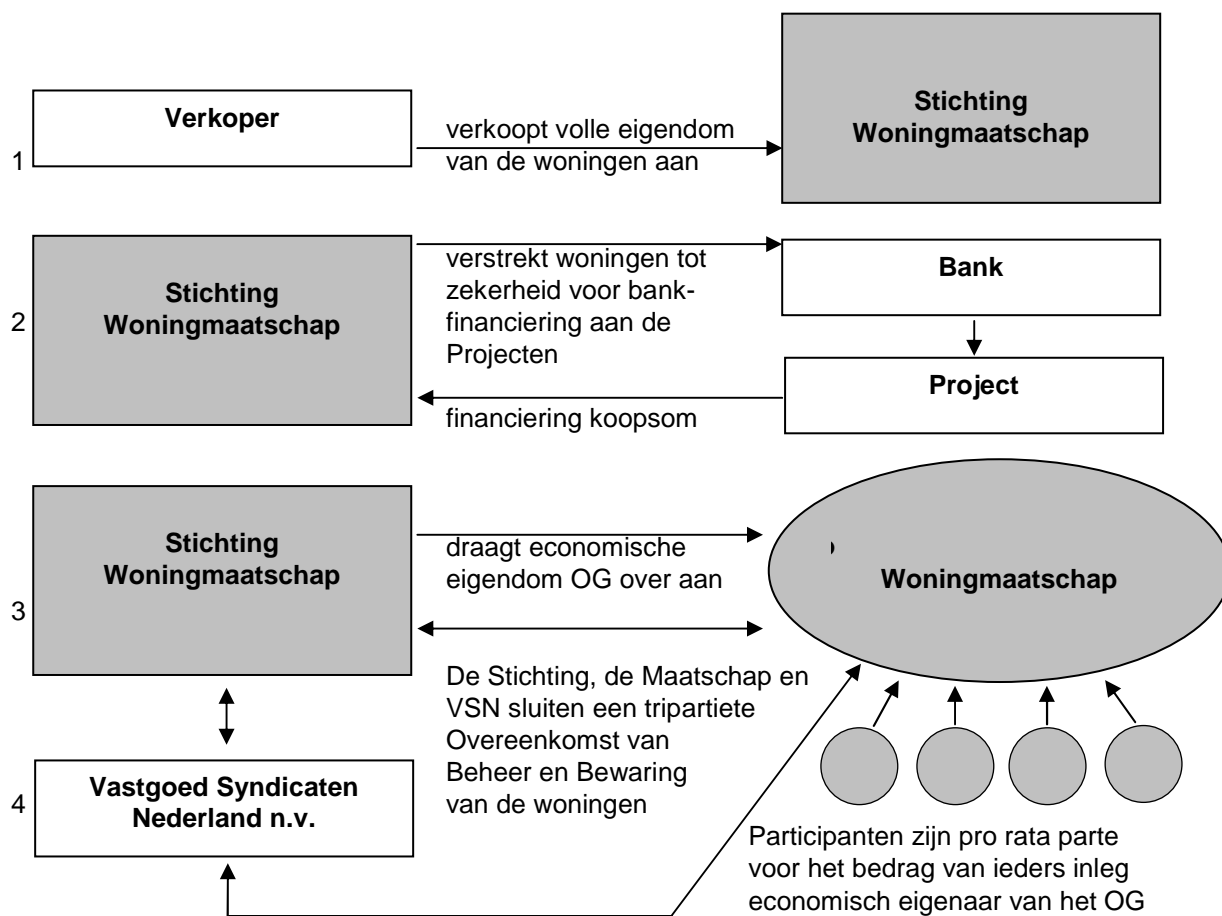 Verkoper
1
verkoopt volle eigendom
van de woningen aan
Stichting
Woningmaatschap
2
Stichting
Woningmaatschap
verstrekt woningen tot
zekerheid voor bank-
financiering aan de
Projecten
Bank
Project
financiering koopsom
3
Stichting
Woningmaatschap
draagt economische
eigendom OG over aan
Woningmaatschap
De Stichting, de Maatschap en
VSN sluiten een tripartiete
Overeenkomst van
Beheer en Bewaring
van de woningen
4
Vastgoed Syndicaten
Nederland n.v.
Participanten zijn pro rata parte
voor het bedrag van ieders inleg
economisch eigenaar van het OG